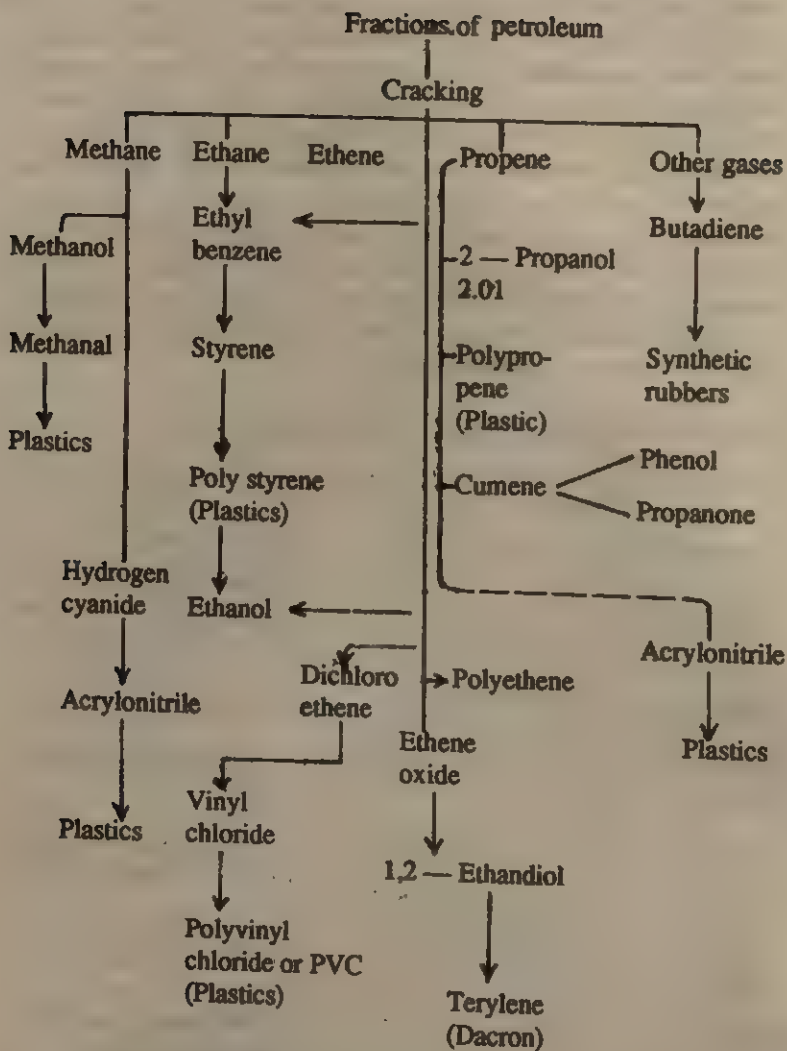 Fractions of petroleum
Cracking
Methane Ethane Ethene Propene Other gases
Methanol
Methanal
Plastics
Hydrogen
cyanide
Acrylonitrile
Plastics
Ethyl
benzene
Styrene
Poly styrene
(Plastics)
Ethanol
Dichloro
ethene
Vinyl
chloride
Polyvinyl
chloride or PVC
(Plastics)
Polyethene
Ethene
oxide
1,2 — Ethandiol
Terylene
(Dacron)
2 — Propanol
2.01
Polypro-
pene
(Plastic)
Cumene
Phenol
Propanone
Acrylonitrile
Plastics
Butadiene
Synthetic
rubbers